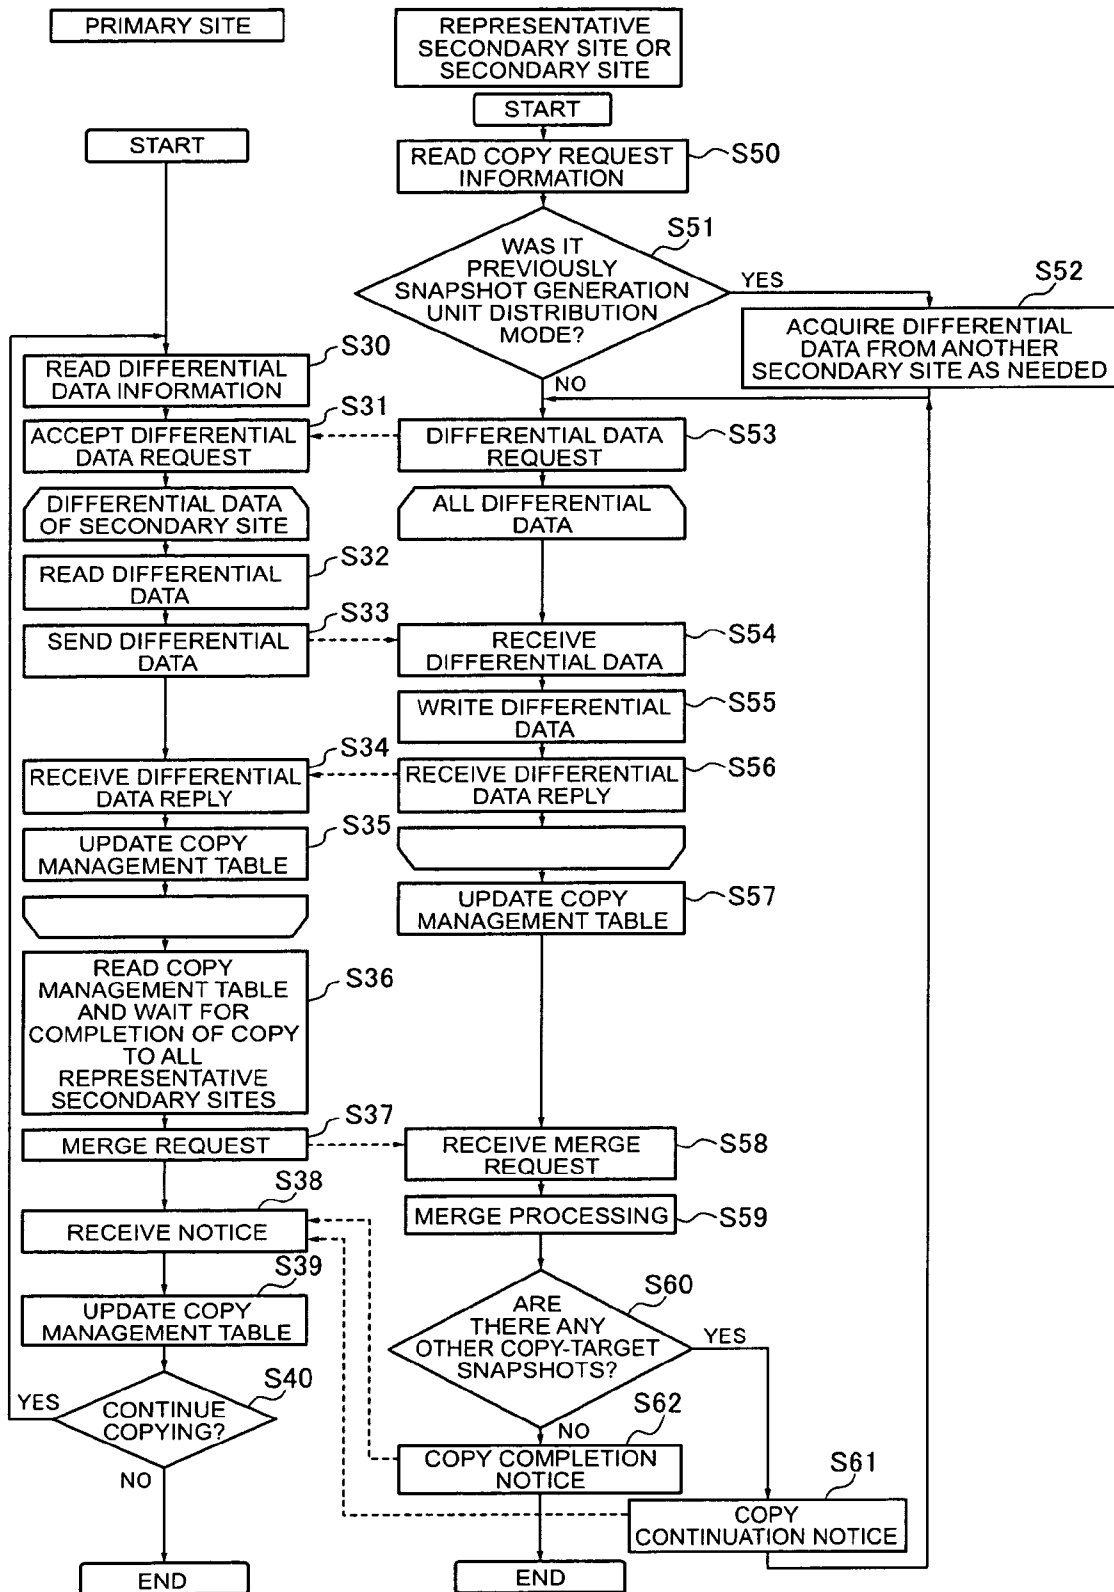 PRIMARY SITE
REPRESENTATIVE
SECONDARY SITE OR
SECONDARY SITE
START
START
READ COPY REQUEST
INFORMATION
S50
WAS IT
PREVIOUSLY
SNAPSHOT GENERATION
UNIT DISTRIBUTION
MODE?
S51
YES
NO
S52
ACQUIRE DIFFERENTIAL
DATA FROM ANOTHER
SECONDARY SITE AS NEEDED
S30
READ DIFFERENTIAL
DATA INFORMATION
S31
ACCEPT DIFFERENTIAL
DATA REQUEST
DIFFERENTIAL DATA
REQUEST
S53
DIFFERENTIAL DATA
OF SECONDARY SITE
ALL DIFFERENTIAL
DATA
S32
READ DIFFERENTIAL
DATA
S33
SEND DIFFERENTIAL
DATA
RECEIVE
DIFFERENTIAL DATA
S54
WRITE DIFFERENTIAL
DATA
S55
S34
RECEIVE DIFFERENTIAL
DATA REPLY
RECEIVE DIFFERENTIAL
DATA REPLY
S56
S35
UPDATE COPY
MANAGEMENT TABLE
UPDATE COPY
MANAGEMENT TABLE
S57
READ COPY
MANAGEMENT TABLE
AND WAIT FOR
COMPLETION OF COPY
TO ALL
REPRESENTATIVE
SECONDARY SITES
S36
S37
MERGE REQUEST
RECEIVE MERGE
REQUEST
S58
S38
RECEIVE NOTICE
MERGE PROCESSING
S59
S39
UPDATE COPY
MANAGEMENT TABLE
ARE
THERE ANY
OTHER COPY-TARGET
SNAPSHOTS?
S60
YES
NO
YES
CONTINUE
COPYING?
S40
NO
S62
COPY COMPLETION
NOTICE
S61
COPY
CONTINUATION NOTICE
END
END